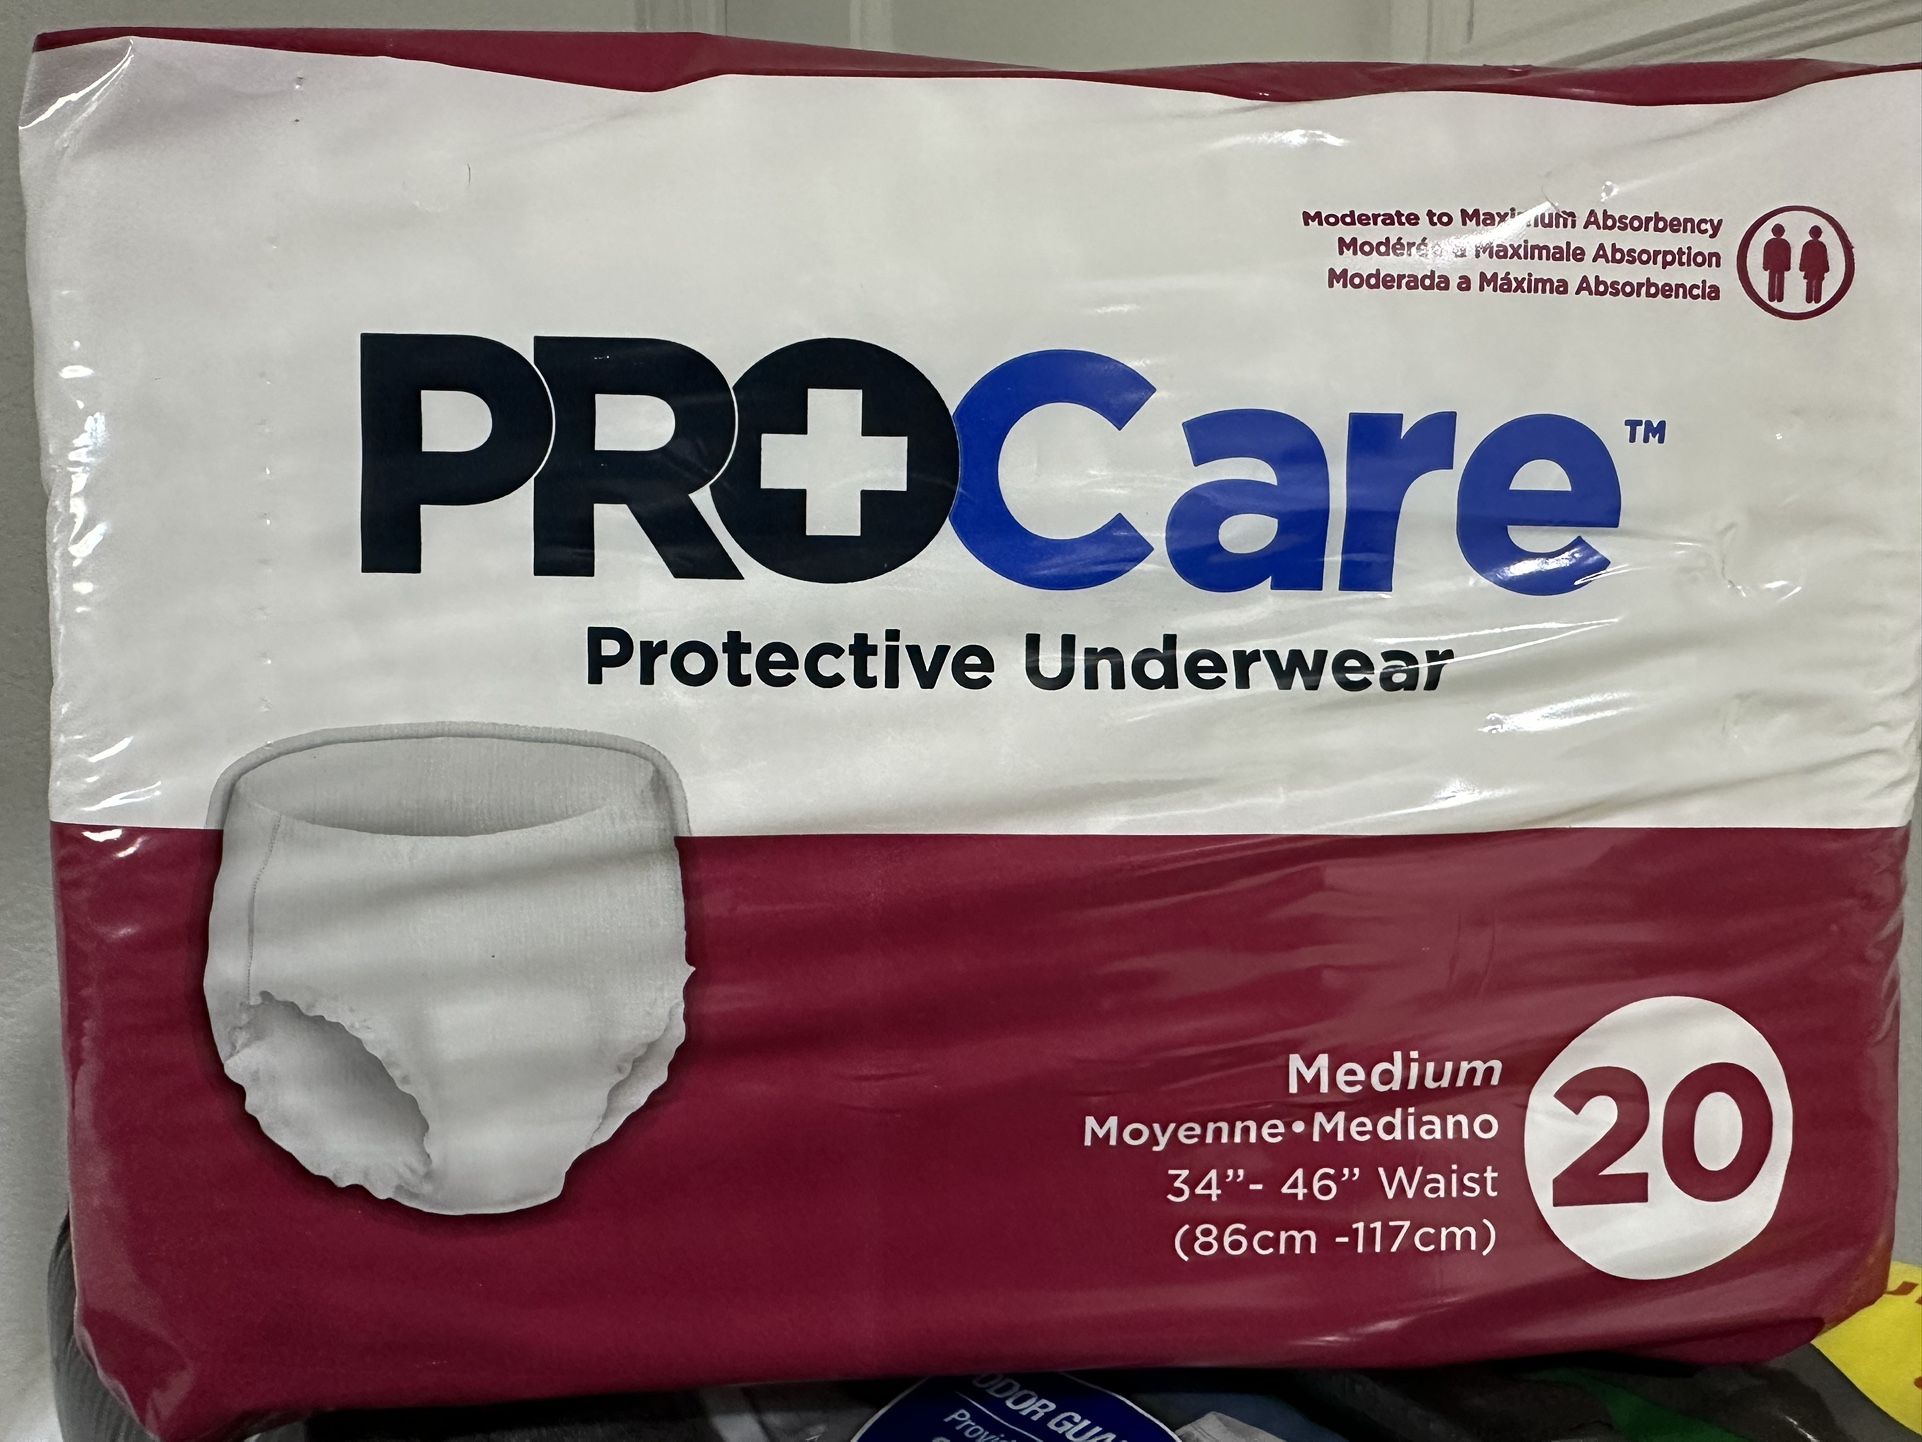 Moderate to Maximum Absorbency
Modérée à Maximale Absorption
Moderada a Máxima Absorbencia
PROCare™
Protective Underwear
Medium
Moyenne•Mediano
34”- 46” Waist
(86cm -117cm)
20
ODOR